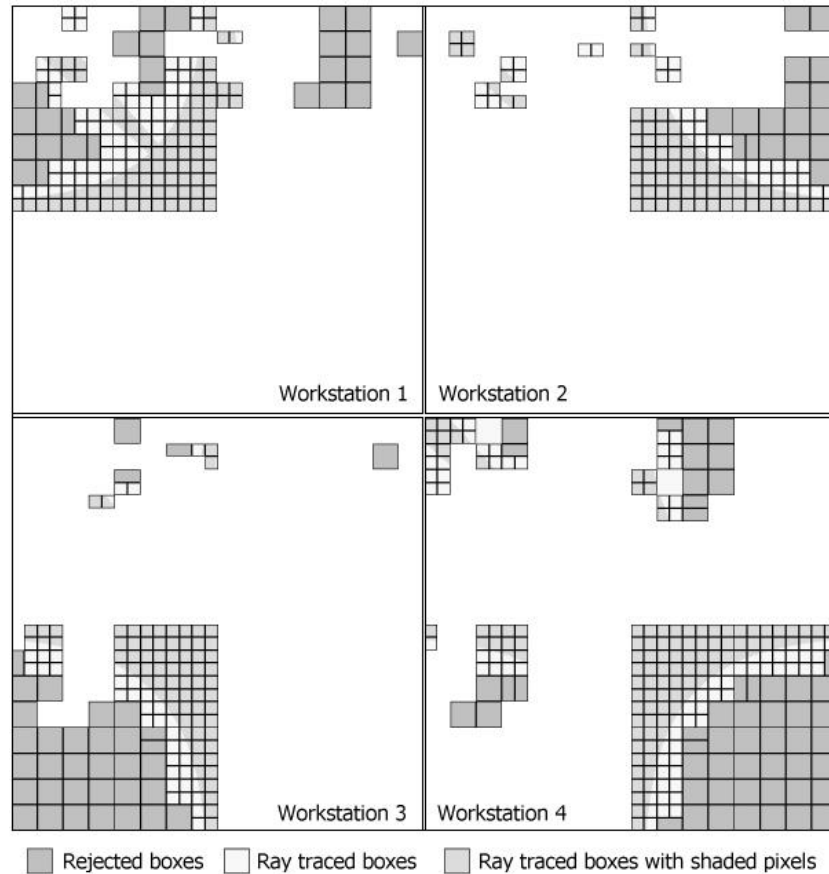 Workstation 1
Workstation 2
Workstation 3
Workstation 4
Rejected boxes
Ray traced boxes
Ray traced boxes with shaded pixels